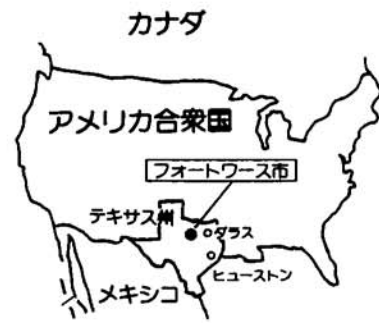 カナダ
アメリカ合衆国
フォートワース市
テキサス州
ダラス
ヒューストン
メキシコ